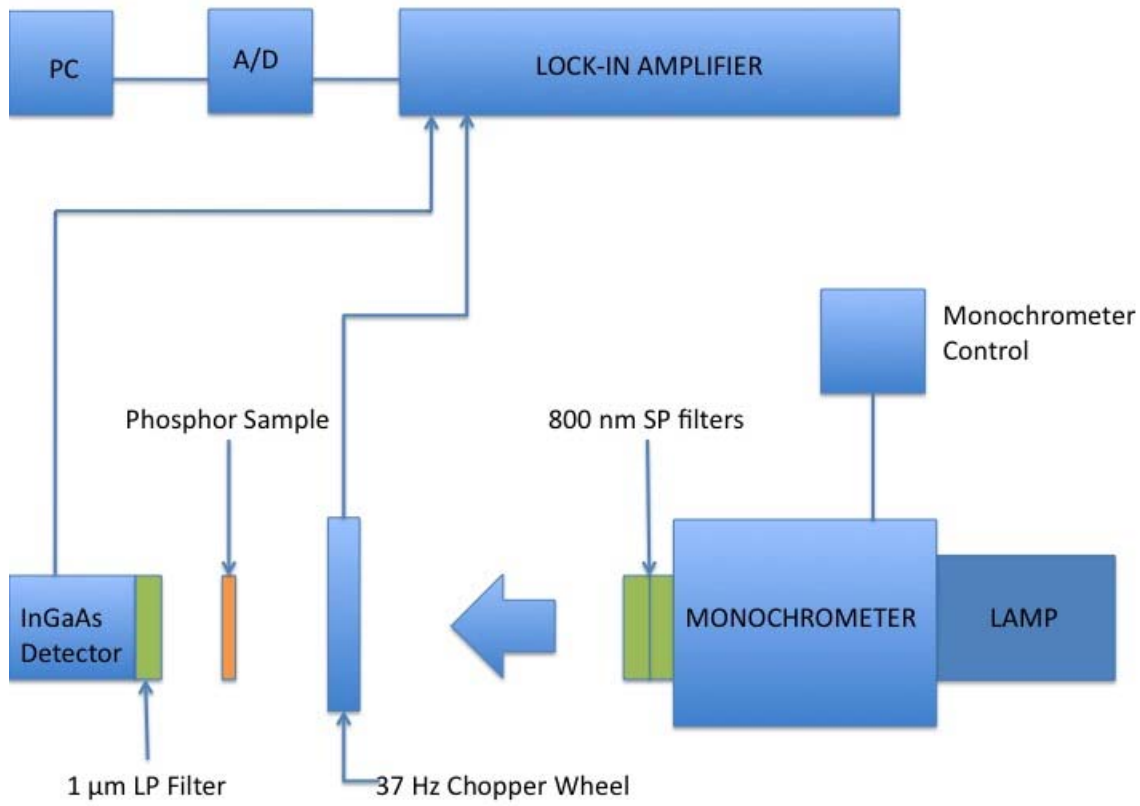 PC
A/D
LOCK-IN AMPLIFIER
Monochrometer
Control
Phosphor Sample
800 nm SP filters
InGaAs
Detector
MONOCHROMETER
LAMP
1 µm LP Filter
37 Hz Chopper Wheel